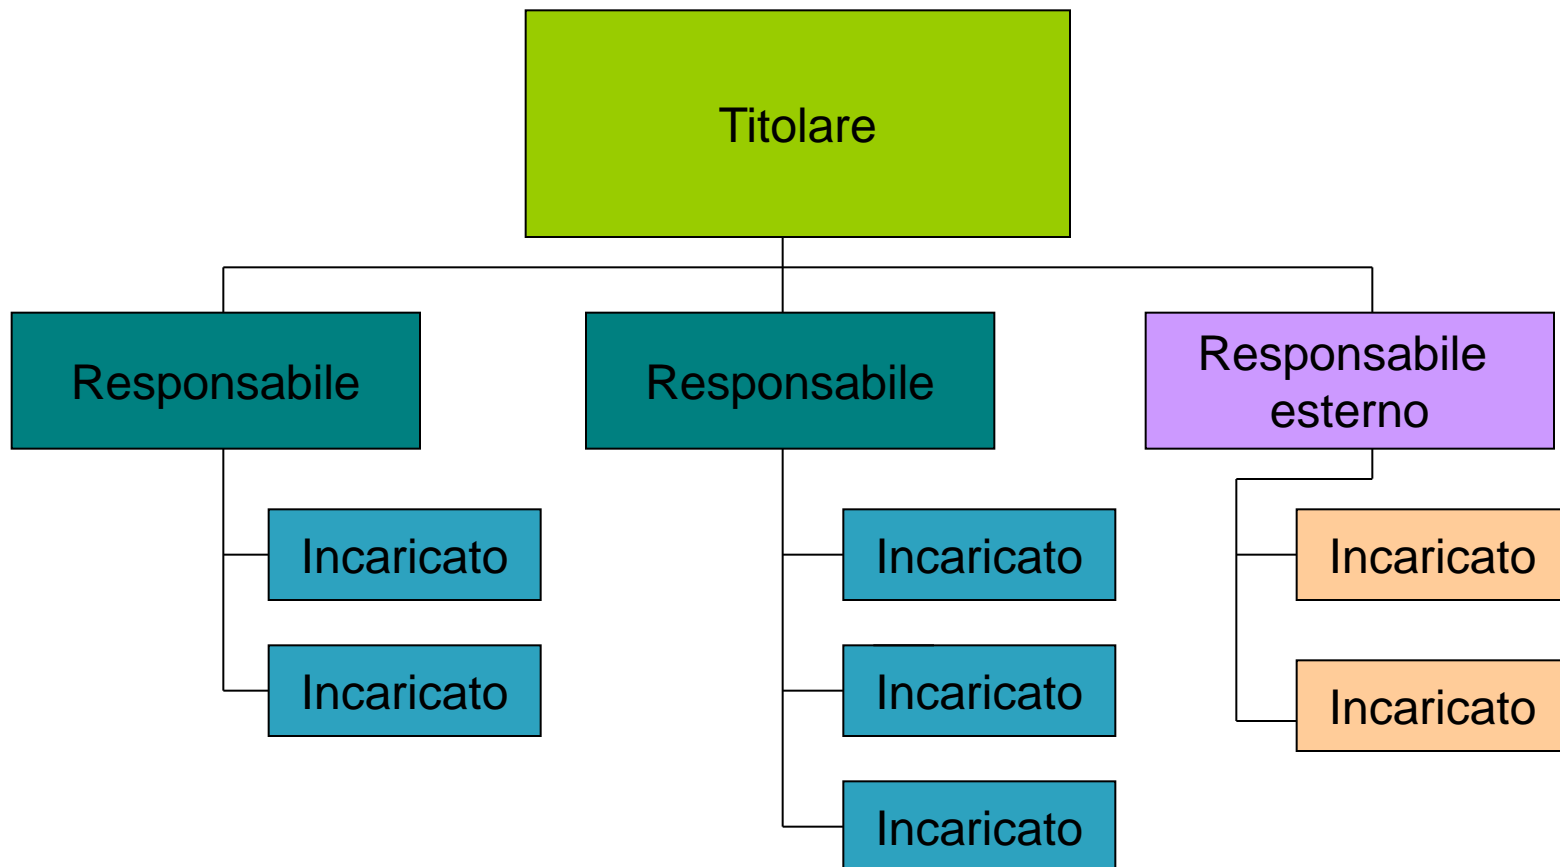 Titolare
Responsabile
Responsabile
Responsabile
esterno
Incaricato
Incaricato
Incaricato
Incaricato
Incaricato
Incaricato
Incaricato